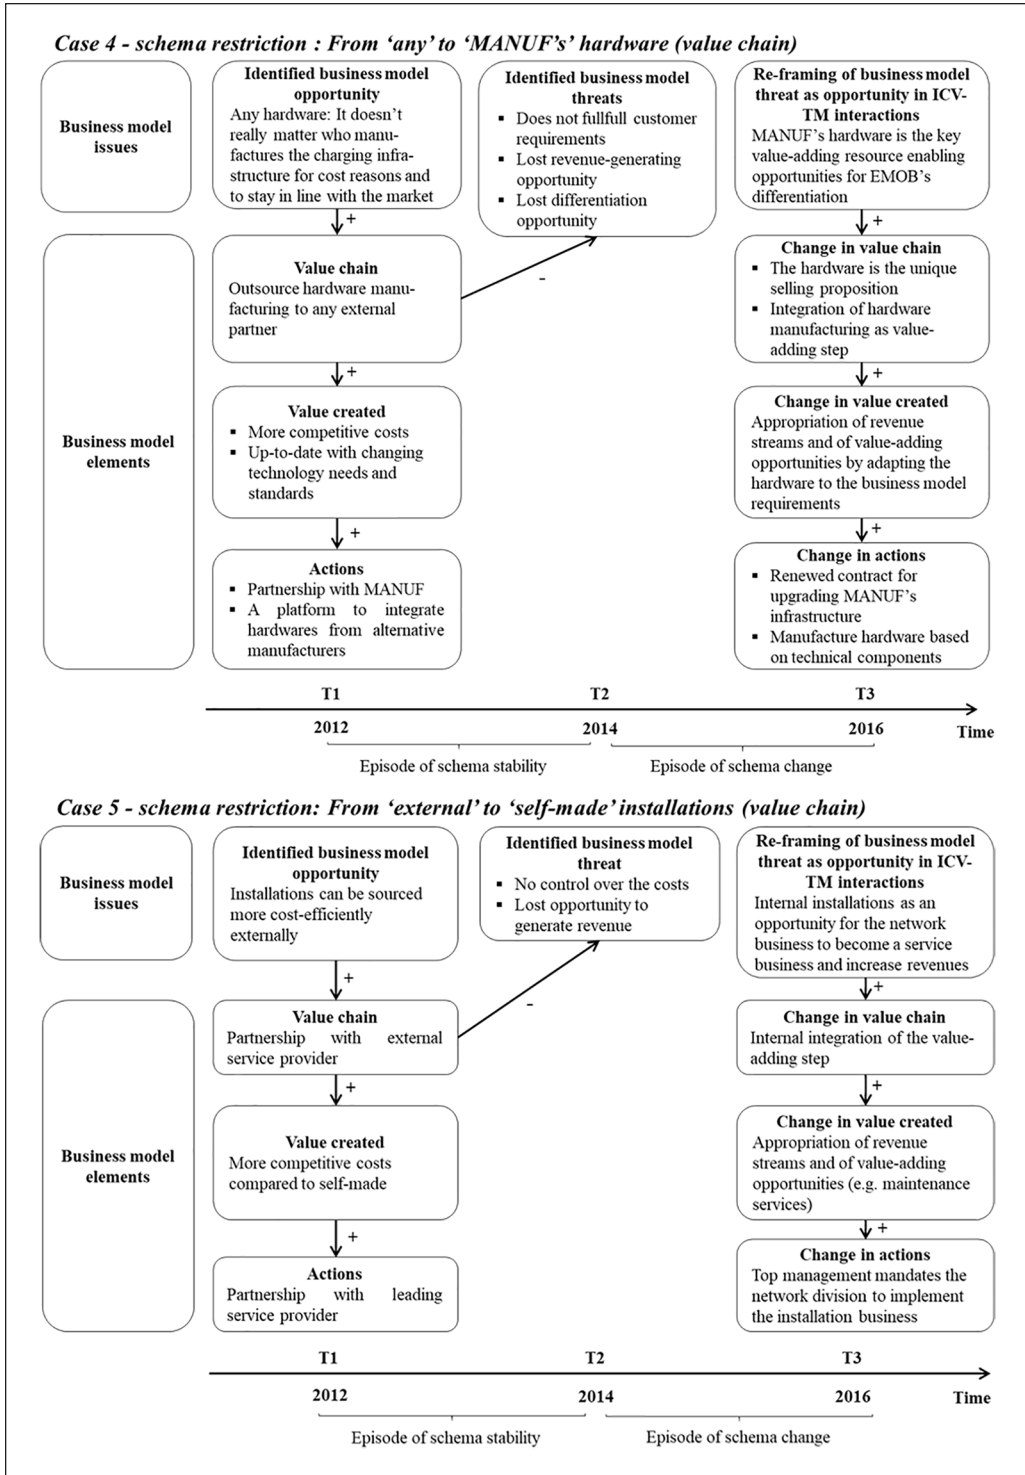 Case 4 - schema restriction : From ‘any’ to ‘MANUF’s’ hardware (value chain)
Business model
issues
Identified business model
opportunity
Any hardware: It doesn’t
really matter who manu-
factures the charging infra-
structure for cost reasons and
to stay in line with the market
Identified business model
threats
▪ Does not fullfull customer
requirements
▪ Lost revenue-generating
opportunity
▪ Lost differentiation
opportunity
Re-framing of business model
threat as opportunity in ICV-
TM interactions
MANUF’s hardware is the key
value-adding resource enabling
opportunities for EMOB’s
differentiation
+
+
Business model
elements
Value chain
Outsource hardware manu-
facturing to any external
partner
-
Change in value chain
▪ The hardware is the unique
selling proposition
▪ Integration of hardware
manufacturing as value-
adding step
+
+
Value created
▪ More competitive costs
▪ Up-to-date with changing
technology needs and
standards
Change in value created
Appropriation of revenue
streams and of value-adding
opportunities by adapting the
hardware to the business model
requirements
+
+
Actions
▪ Partnership with MANUF
▪ A platform to integrate
hardwares from alternative
manufacturers
Change in actions
▪ Renewed contract for
upgrading MANUF’s
infrastructure
▪ Manufacture hardware based
on technical components
T1 T2 T3
2012 2014 2016 Time
Episode of schema stability Episode of schema change
Case 5 - schema restriction: From ‘external’ to ‘self-made’ installations (value chain)
Business model
issues
Identified business model
opportunity
Installations can be sourced
more cost-efficiently
externally
Identified business model
threat
▪ No control over the costs
▪ Lost opportunity to
generate revenue
Re-framing of business model
threat as opportunity in ICV-
TM interactions
Internal installations as an
opportunity for the network
business to become a service
business and increase revenues
+
+
Business model
elements
Value chain
Partnership with external
service provider
-
Change in value chain
Internal integration of the value-
adding step
+
+
Value created
More competitive costs
compared to self-made
Change in value created
Appropriation of revenue
streams and of value-adding
opportunities (e.g. maintenance
services)
+
+
Actions
Partnership with leading
service provider
Change in actions
Top management mandates the
network division to implement
the installation business
T1 T2 T3
2012 2014 2016 Time
Episode of schema stability Episode of schema change